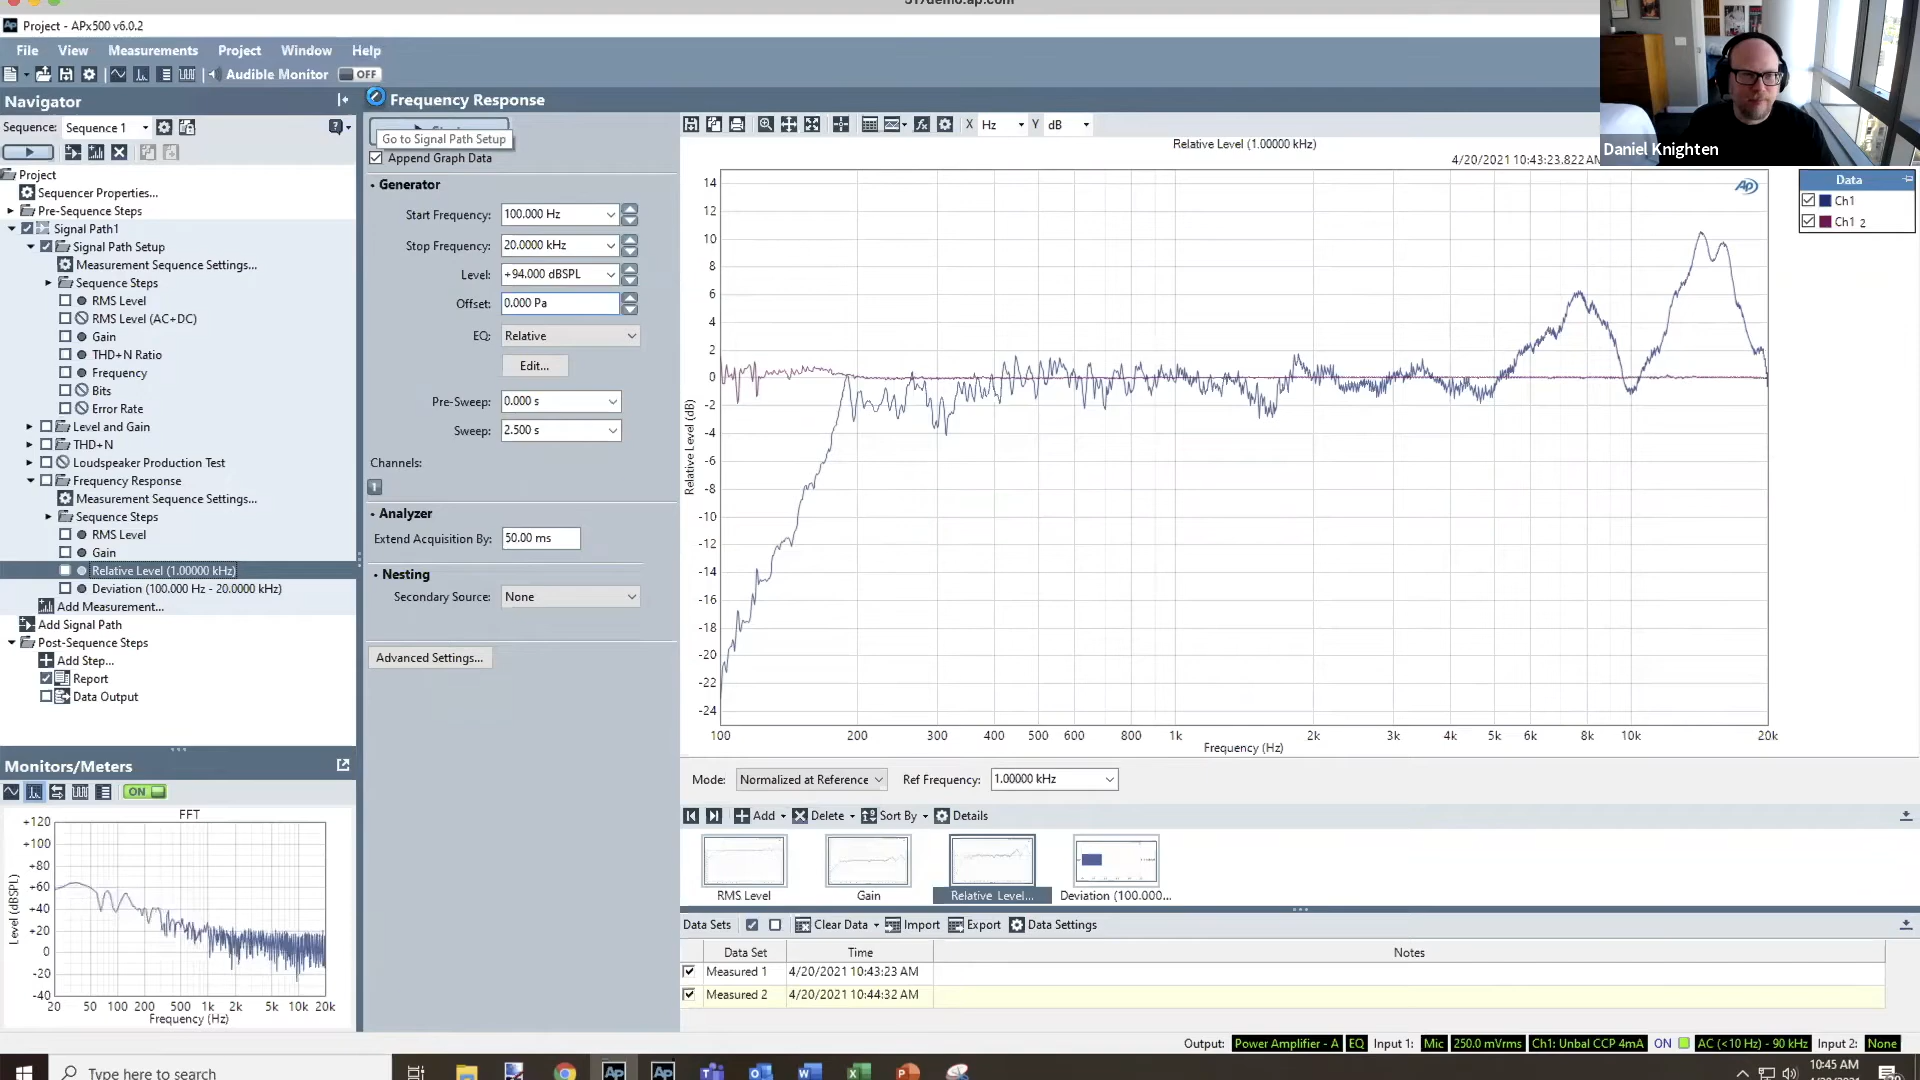 Project - APx500 v6.0.2
File View Measurements Project Window Help
Audible Monitor OFF
Daniel Knighten
Navigator
Sequence: Sequence 1
Project
Sequencer Properties...
Pre-Sequence Steps
Signal Path1
Signal Path Setup
Measurement Sequence Settings...
Sequence Steps
RMS Level
RMS Level (AC+DC)
Gain
THD+N Ratio
Frequency
Bits
Error Rate
Level and Gain
THD+N
Loudspeaker Production Test
Frequency Response
Measurement Sequence Settings...
Sequence Steps
RMS Level
Gain
Relative Level (1.00000 kHz)
Deviation (100.000 Hz - 20.0000 kHz)
Add Measurement...
Add Signal Path
Post-Sequence Steps
Add Step...
Report
Data Output
Monitors/Meters
ON
FFT
+120
+100
+80
+60
+40
+20
0
-20
-40
Level (dBSPL)
20 50 100 200 500 1k 2k 5k 10k 20k
Frequency (Hz)
Frequency Response
Go to Signal Path Setup
Append Graph Data
Generator
Start Frequency: 100.000 Hz
Stop Frequency: 20.0000 kHz
Level: +94.000 dBSPL
Offset: 0.000 Pa
EQ: Relative
Edit...
Pre-Sweep: 0.000 s
Sweep: 2.500 s
Channels:
1
Analyzer
Extend Acquisition By: 50.00 ms
Nesting
Secondary Source: None
Advanced Settings...
X Hz Y dB
Relative Level (1.00000 kHz)
4/20/2021 10:43:23.822 AM
AP
Data
Ch1
Ch1 2
14
12
10
8
6
4
2
0
-2
-4
-6
-8
-10
-12
-14
-16
-18
-20
-22
-24
Relative Level (dB)
100 200 300 400 500 600 800 1k 2k 3k 4k 5k 6k 8k 10k 20k
Frequency (Hz)
Mode: Normalized at Reference Ref Frequency: 1.00000 kHz
Add Delete Sort By Details
RMS Level Gain Relative Level... Deviation (100.000...
Data Sets Clear Data Import Export Data Settings
Data Set Time Notes
Measured 1 4/20/2021 10:43:23 AM
Measured 2 4/20/2021 10:44:32 AM
Output: Power Amplifier - A EQ Input 1: Mic 250.0 mVrms Ch1: Unbal CCP 4mA ON AC (<10 Hz) - 90 kHz Input 2: None
Type here to search
10:45 AM